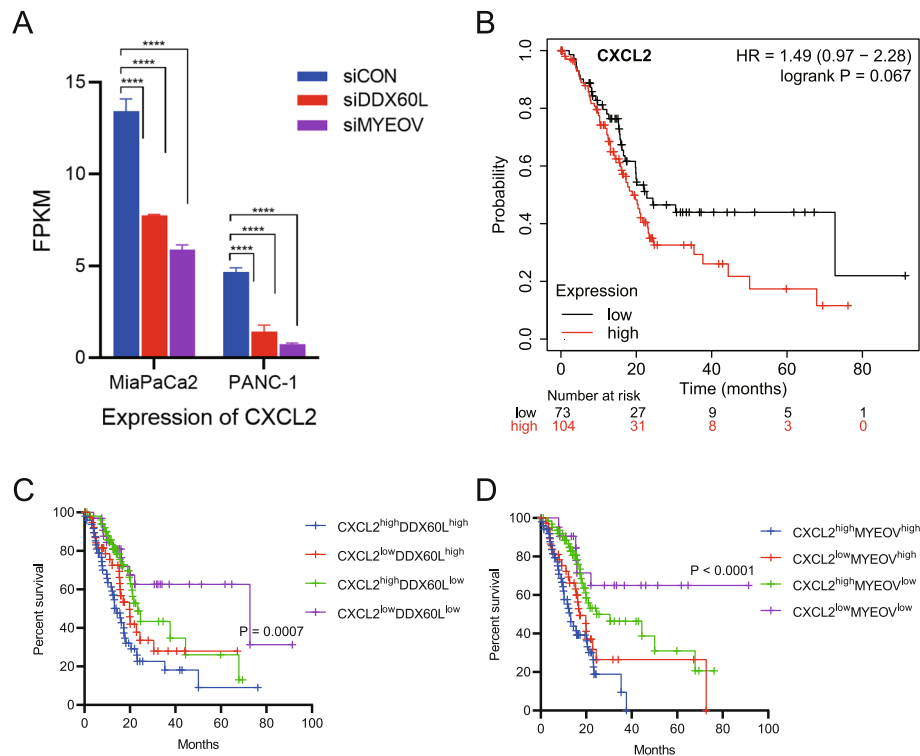 A
****
****
****
****
****
****
15
10
5
0
FPKM
siCON
siDDX60L
siMYEOV
MiaPaCa2 PANC-1
Expression of CXCL2
B
CXCL2
HR = 1.49 (0.97 − 2.28)
logrank P = 0.067
1.0
0.8
0.6
0.4
0.2
0.0
Probability
Expression
low
high
0 20 40 60 80
Time (months)
Number at risk
low 73 27 9 5 1
high 104 31 8 3 0
C
100
80
60
40
20
0
Percent survival
P = 0.0007
0 20 40 60 80 100
Months
CXCL2highDDX60Lhigh
CXCL2lowDDX60Lhigh
CXCL2highDDX60Llow
CXCL2lowDDX60Llow
D
100
80
60
40
20
0
Percent survival
P < 0.0001
0 20 40 60 80 100
Months
CXCL2highMYEOVhigh
CXCL2lowMYEOVhigh
CXCL2highMYEOVlow
CXCL2lowMYEOVlow